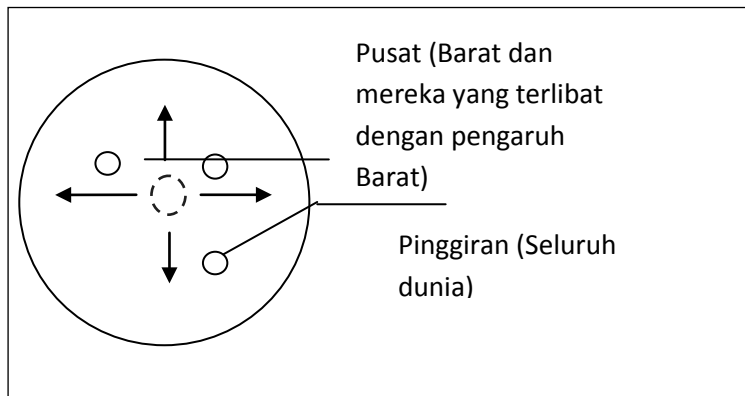 Pusat (Barat dan
mereka yang terlibat
dengan pengaruh
Barat)
Pinggiran (Seluruh
dunia)